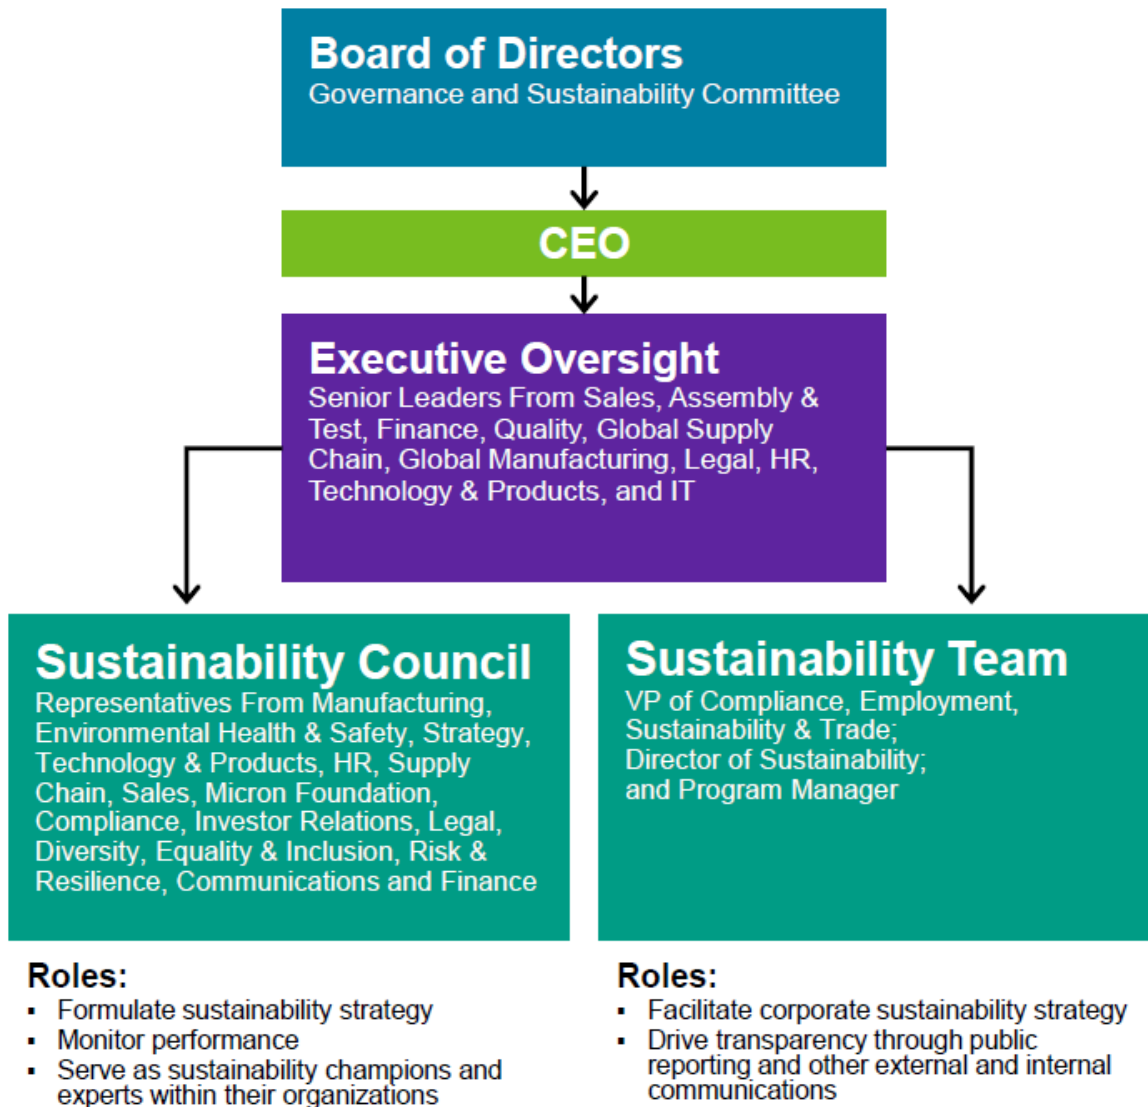 Board of Directors
Governance and Sustainability Committee
CEO
Executive Oversight
Senior Leaders From Sales, Assembly &
Test, Finance, Quality, Global Supply
Chain, Global Manufacturing, Legal, HR,
Technology & Products, and IT
Sustainability Council
Representatives From Manufacturing,
Environmental Health & Safety, Strategy,
Technology & Products, HR, Supply
Chain, Sales, Micron Foundation,
Compliance, Investor Relations, Legal,
Diversity, Equality & Inclusion, Risk &
Resilience, Communications and Finance
Roles:
▪ Formulate sustainability strategy
▪ Monitor performance
▪ Serve as sustainability champions and
experts within their organizations
Sustainability Team
VP of Compliance, Employment,
Sustainability & Trade;
Director of Sustainability;
and Program Manager
Roles:
▪ Facilitate corporate sustainability strategy
▪ Drive transparency through public
reporting and other external and internal
communications